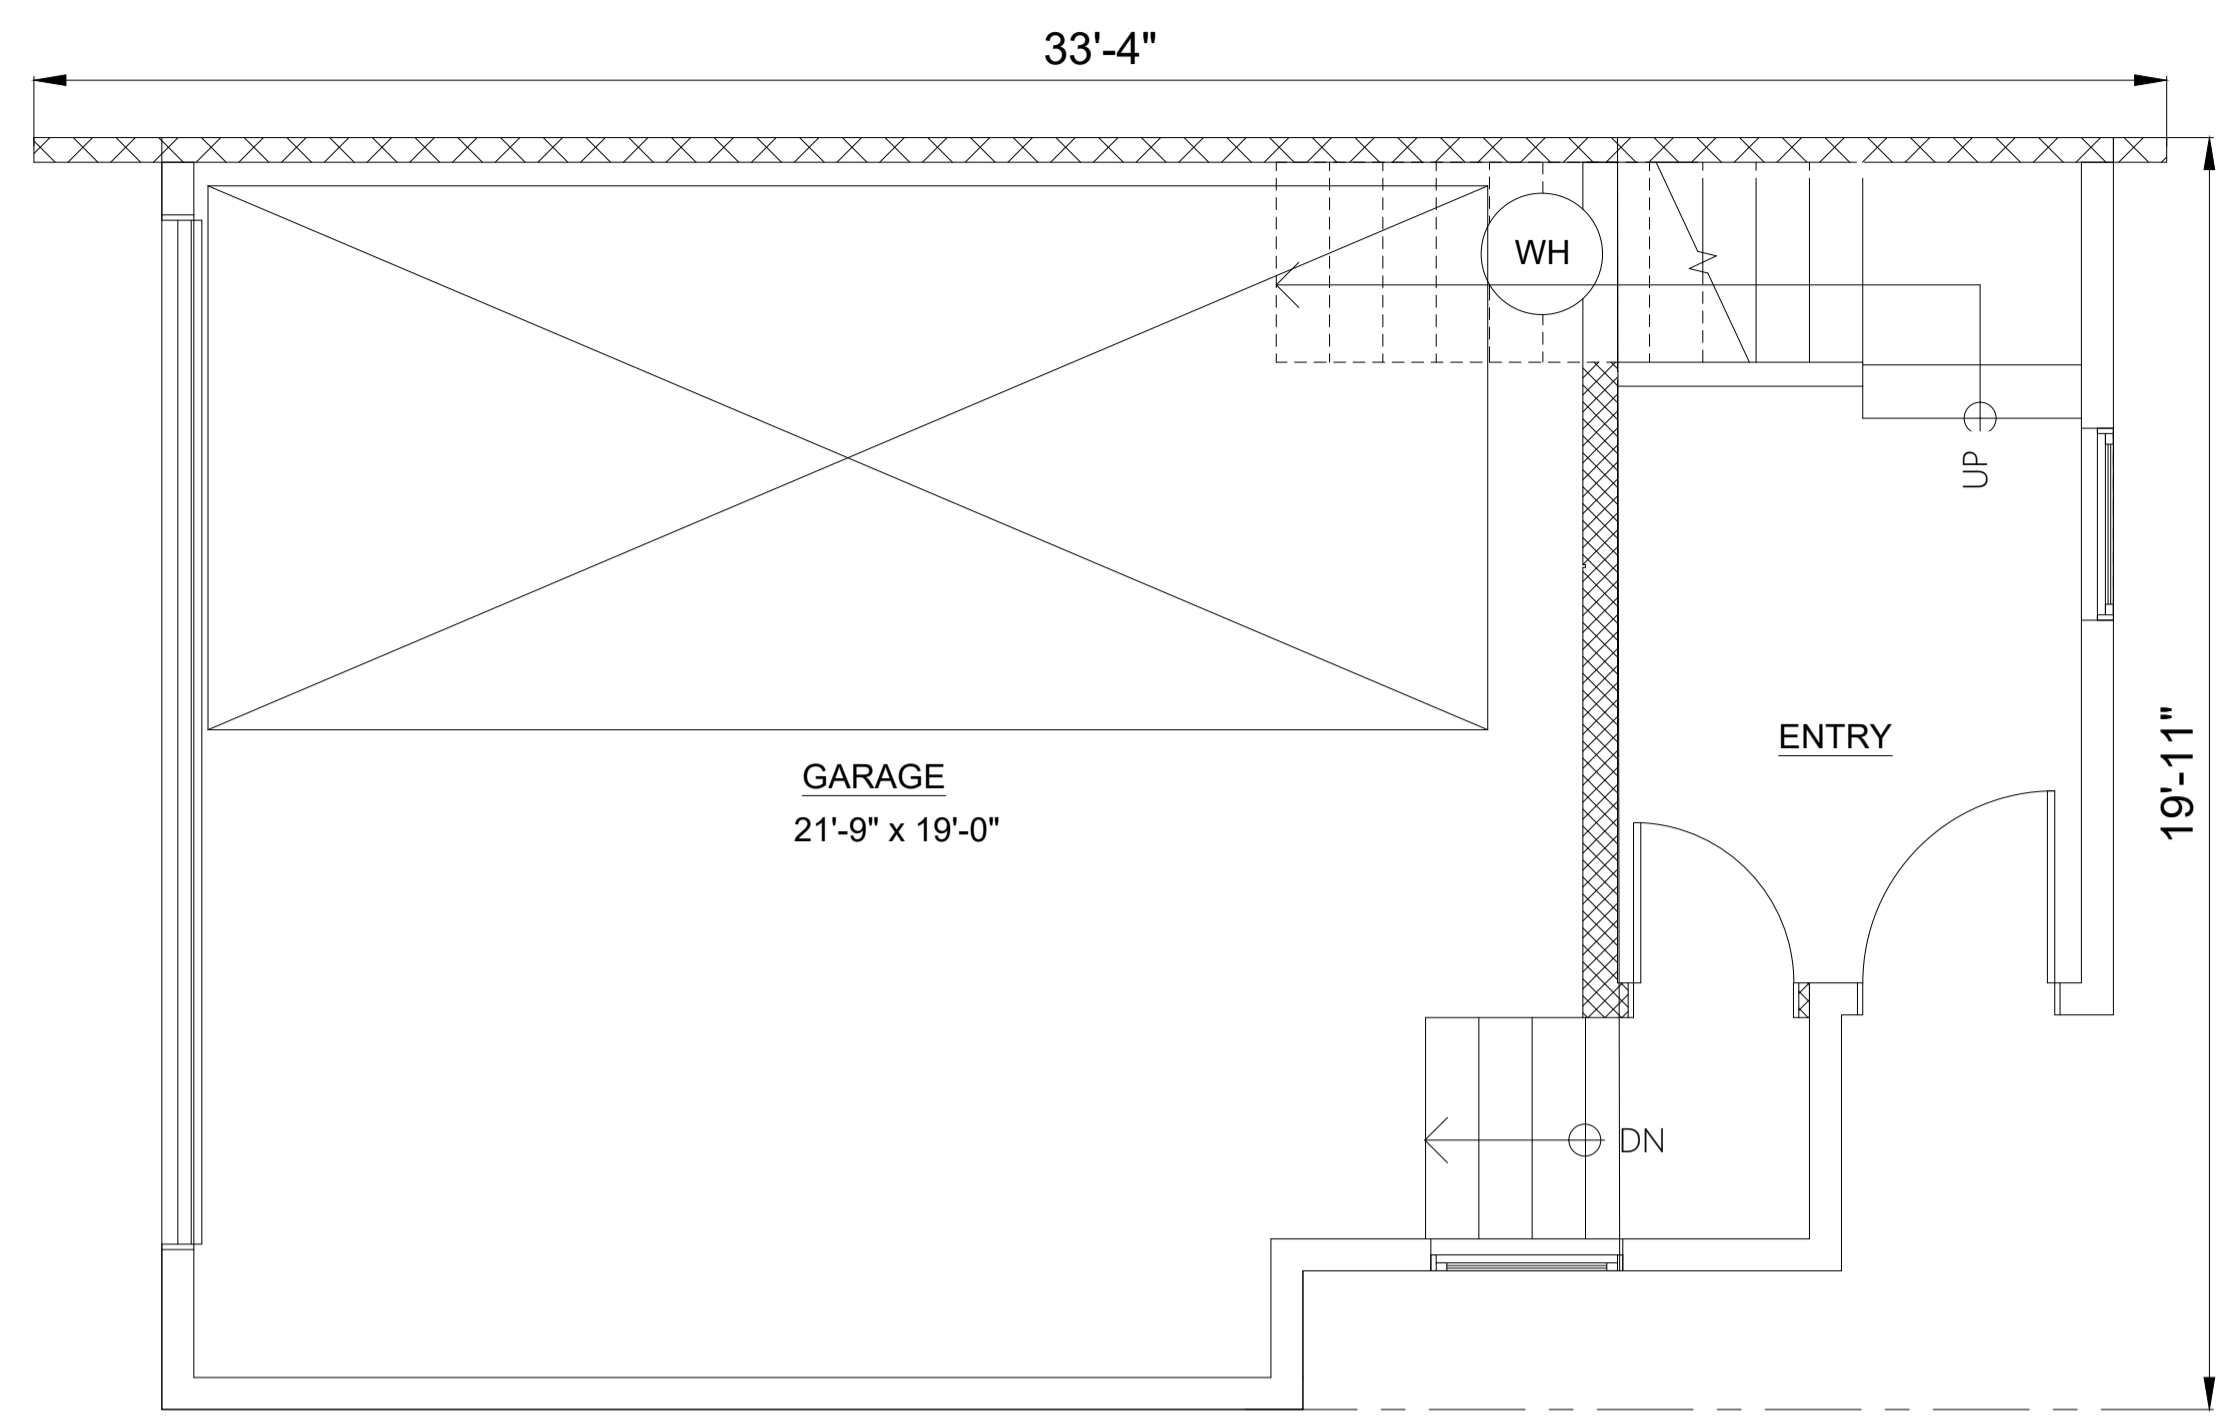 33'-4"
WH
UP
ENTRY
19'-11"
GARAGE
21'-9" x 19'-0"
DN